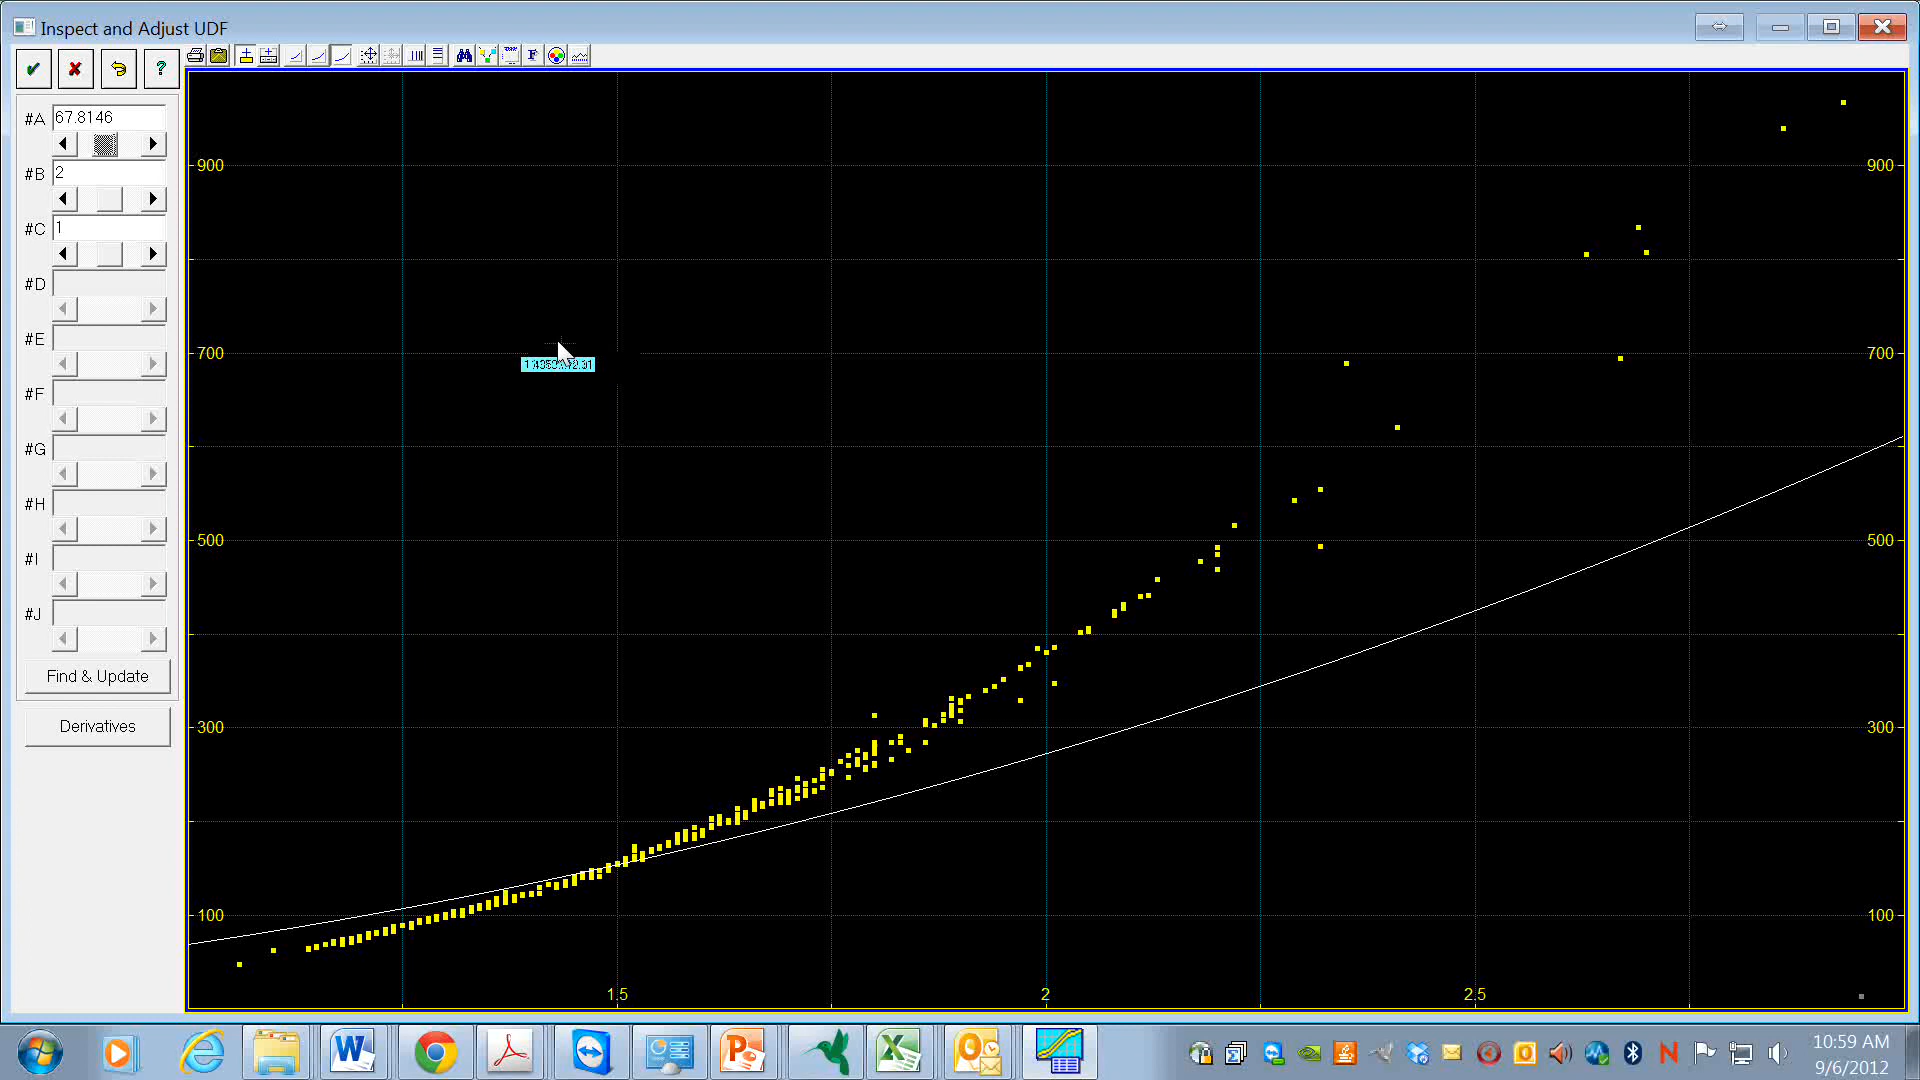 Inspect and Adjust UDF
?
F
#A 67.8146
#B 2
#C 1
#D
#E
#F
#G
#H
#I
#J
Find & Update
Derivatives
900 900
700 700
500 500
300 300
100 100
1.5 2 2.5
10:59 AM
9/6/2012